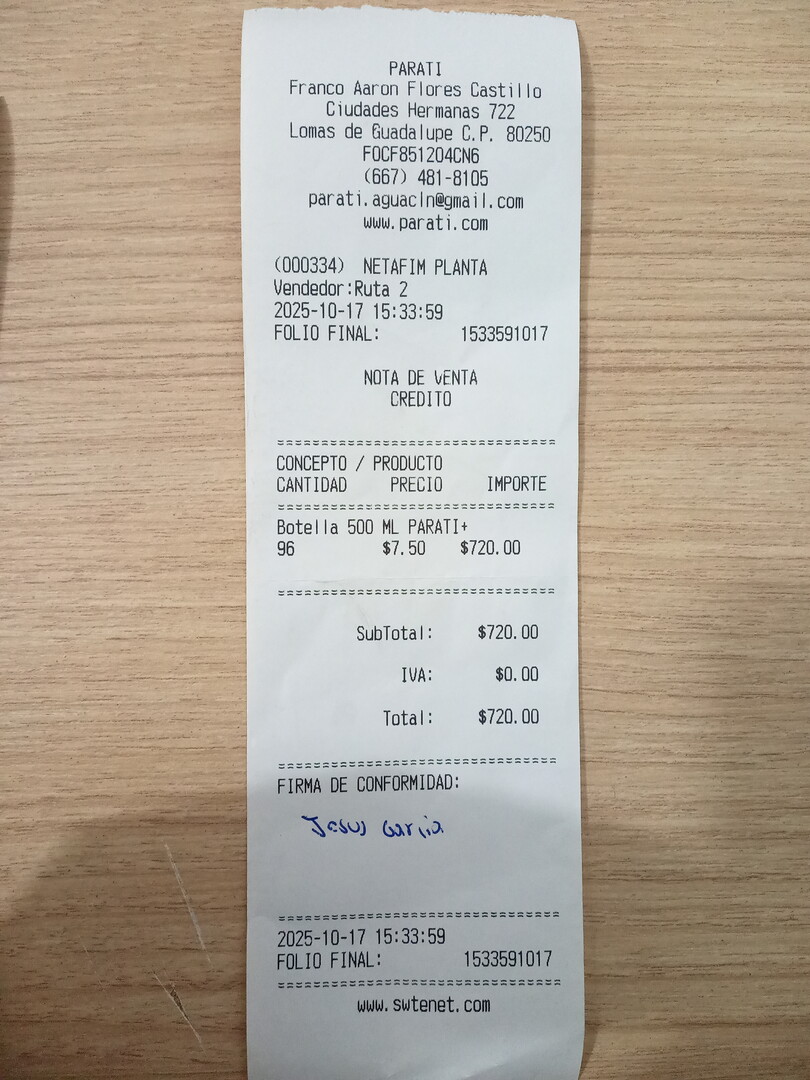 PARATI
Franco Aaron Flores Castillo
Ciudades Hermanas 722
Lomas de Guadalupe C.P. 80250
FOCF851204CN6
(667) 481-8105
parati.aguacln@gmail.com
www.parati.com
(000334) NETAFIM PLANTA
Vendedor:Ruta 2
2025-10-17 15:33:59
FOLIO FINAL: 1533591017
NOTA DE VENTA
CREDITO
==============================
CONCEPTO / PRODUCTO
CANTIDAD PRECIO IMPORTE
==============================
Botella 500 ML PARATI+
96 $7.50 $720.00
==============================
SubTotal: $720.00
IVA: $0.00
Total: $720.00
==============================
FIRMA DE CONFORMIDAD:
Jesus Garcia
==============================
2025-10-17 15:33:59
FOLIO FINAL: 1533591017
==============================
www.swtenet.com